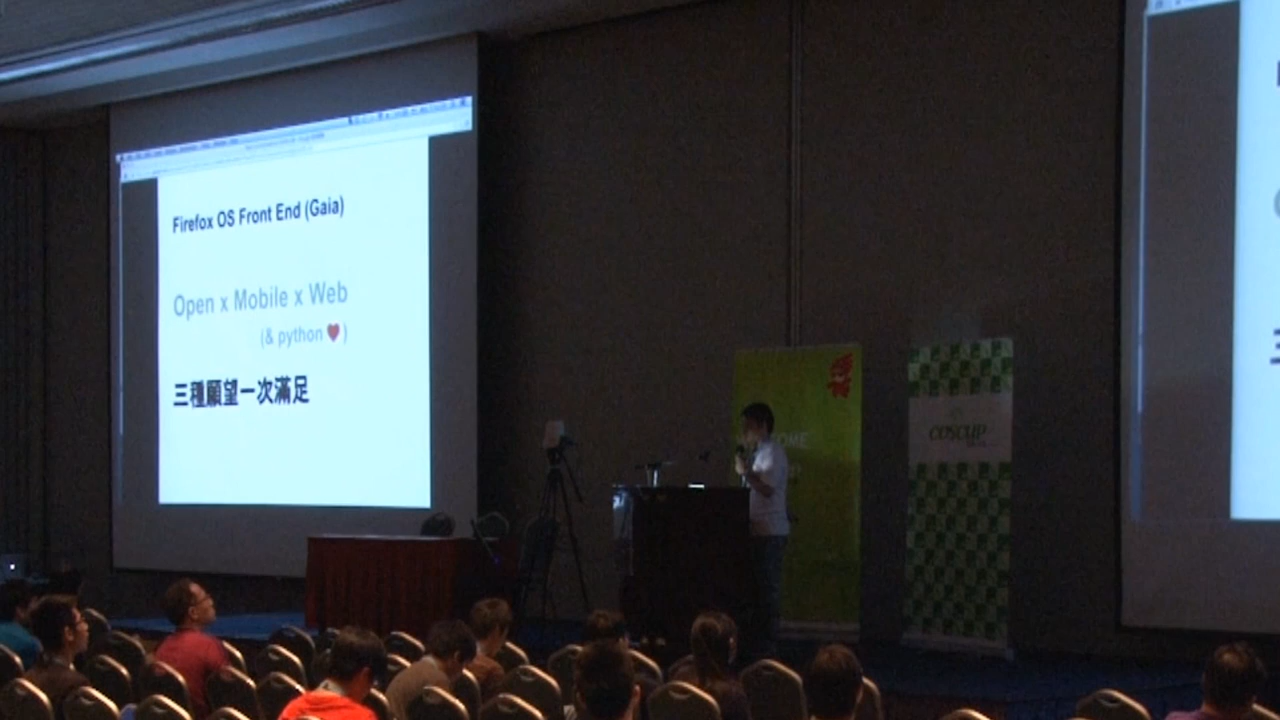 Firefox OS Front End (Gaia)
Open x Mobile x Web
(& python ❤)
三種願望一次滿足
COSCUP